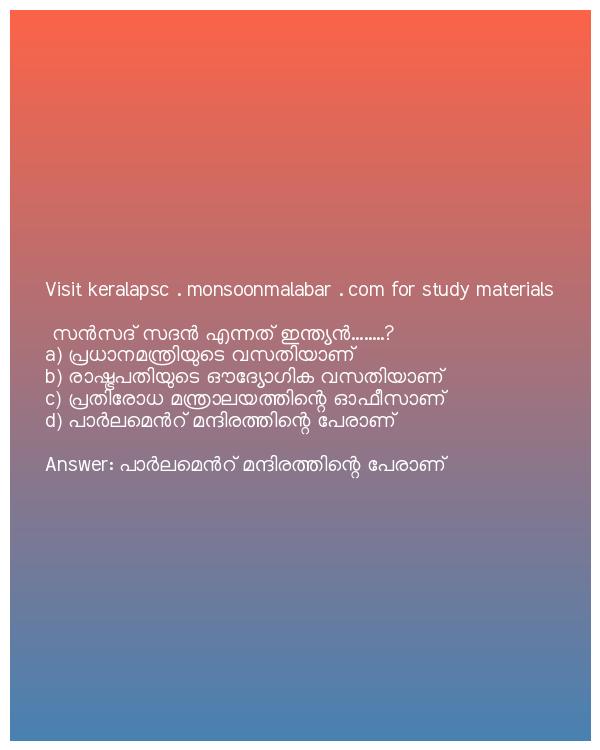 Visit keralapsc . monsoonmalabar . com for study materials
സൻസദ് സദൻ എന്നത് ഇന്ത്യൻ........?
a) പ്രധാനമന്ത്രിയുടെ വസതിയാണ്
b) രാഷ്ട്രപതിയുടെ ഔദ്യോഗിക വസതിയാണ്
c) പ്രതിരോധ മന്ത്രാലയത്തിന്റെ ഓഫീസാണ്
d) പാർലമെൻറ് മന്ദിരത്തിന്റെ പേരാണ്
Answer: പാർലമെൻറ് മന്ദിരത്തിന്റെ പേരാണ്